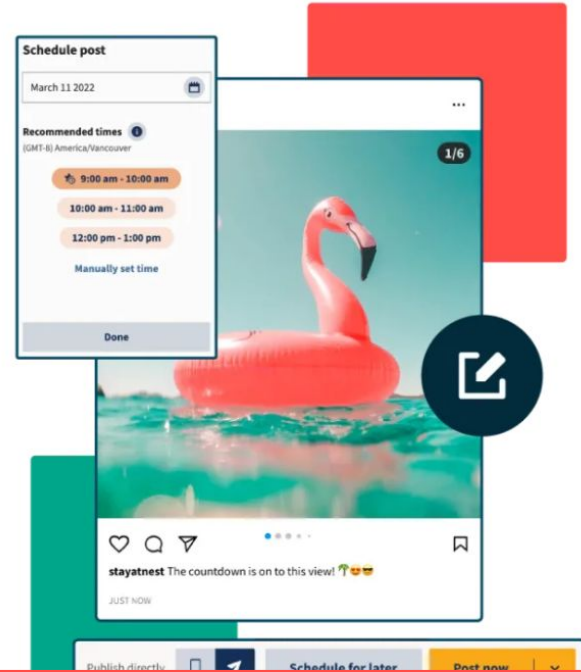 Schedule post
March 11 2022
Recommended times
(GMT-8) America/Vancouver
9:00 am - 10:00 am
10:00 am - 11:00 am
12:00 pm - 1:00 pm
Manually set time
Done
1/6
stayatnest The countdown is on to this view! 🌴😍😎
JUST NOW
Publish directly
Schedule for later
Post now